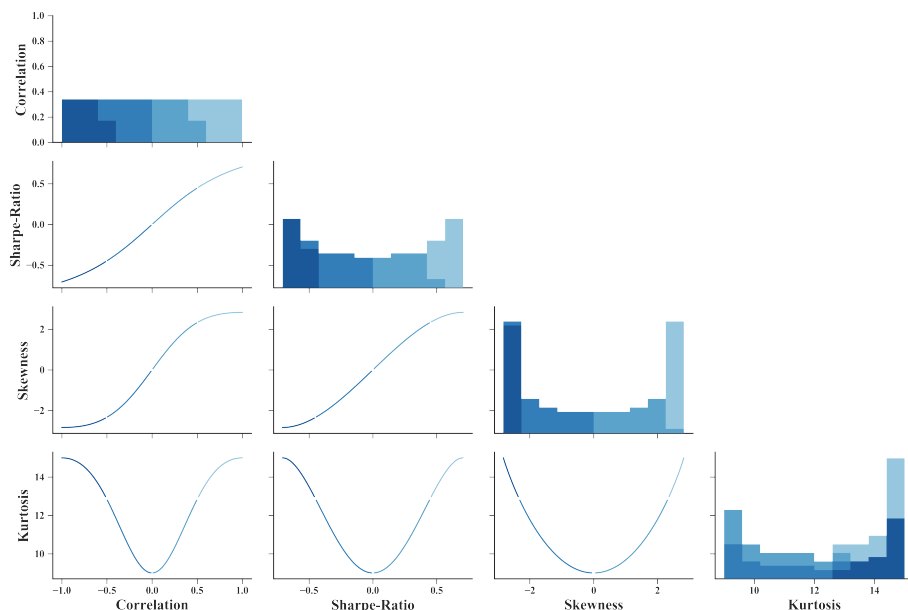 1.0
0.8
0.6
0.4
0.2
0.0
Correlation
0.5
0.0
−0.5
Sharpe-Ratio
2
0
−2
Skewness
14
12
10
Kurtosis
−1.0 −0.5 0.0 0.5 1.0
Correlation
−0.5 0.0 0.5
Sharpe-Ratio
−2 0 2
Skewness
10 12 14
Kurtosis